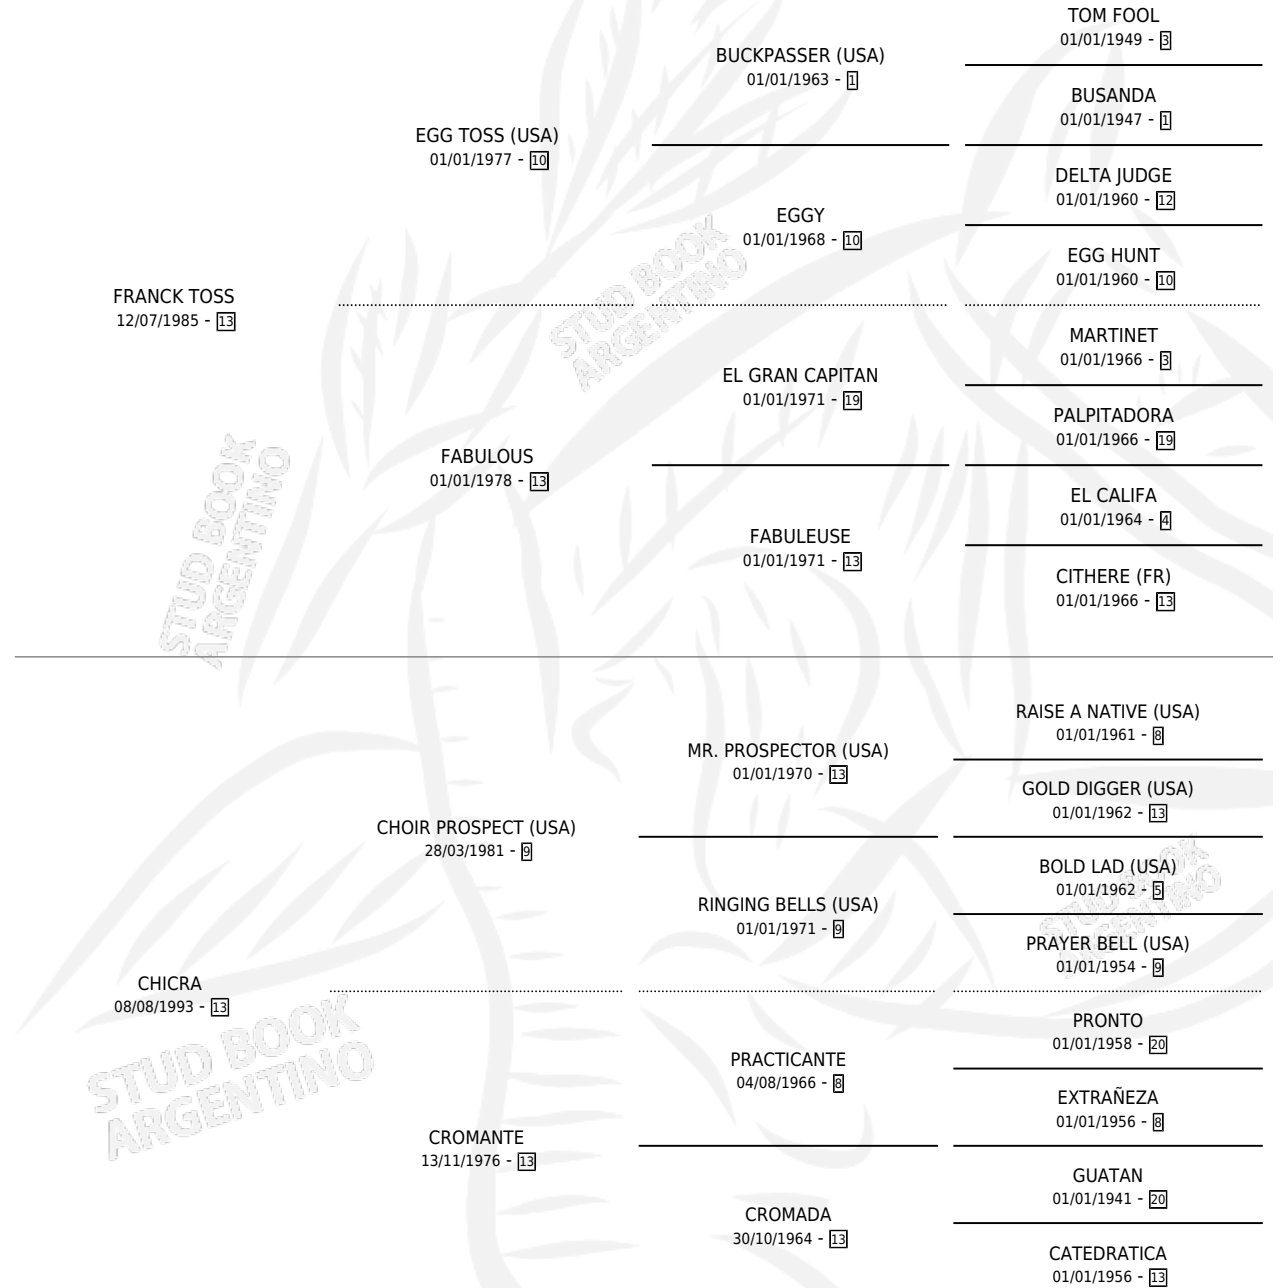 TOM FOOL
01/01/1949 - 3
BUCKPASSER (USA)
01/01/1963 - 1
BUSANDA
01/01/1947 - 1
EGG TOSS (USA)
01/01/1977 - 10
DELTA JUDGE
01/01/1960 - 12
EGGY
01/01/1968 - 10
EGG HUNT
01/01/1960 - 10
FRANCK TOSS
12/07/1985 - 13
MARTINET
01/01/1966 - 3
EL GRAN CAPITAN
01/01/1971 - 19
PALPITADORA
01/01/1966 - 19
FABULOUS
01/01/1978 - 13
EL CALIFA
01/01/1964 - 4
FABULEUSE
01/01/1971 - 13
CITHERE (FR)
01/01/1966 - 13
STUD BOOK
ARGENTINO
STUD BOOK
ARGENTINO
RAISE A NATIVE (USA)
01/01/1961 - 8
MR. PROSPECTOR (USA)
01/01/1970 - 13
GOLD DIGGER (USA)
01/01/1962 - 13
CHOIR PROSPECT (USA)
28/03/1981 - 9
BOLD LAD (USA)
01/01/1962 - 5
RINGING BELLS (USA)
01/01/1971 - 9
PRAYER BELL (USA)
01/01/1954 - 9
CHICRA
08/08/1993 - 13
PRONTO
01/01/1958 - 20
PRACTICANTE
04/08/1966 - 8
EXTRAÑEZA
01/01/1956 - 8
CROMANTE
13/11/1976 - 13
GUATAN
01/01/1941 - 20
CROMADA
30/10/1964 - 13
CATEDRATICA
01/01/1956 - 13
STUD BOOK
ARGENTINO
STUD BOOK
ARGENTINO